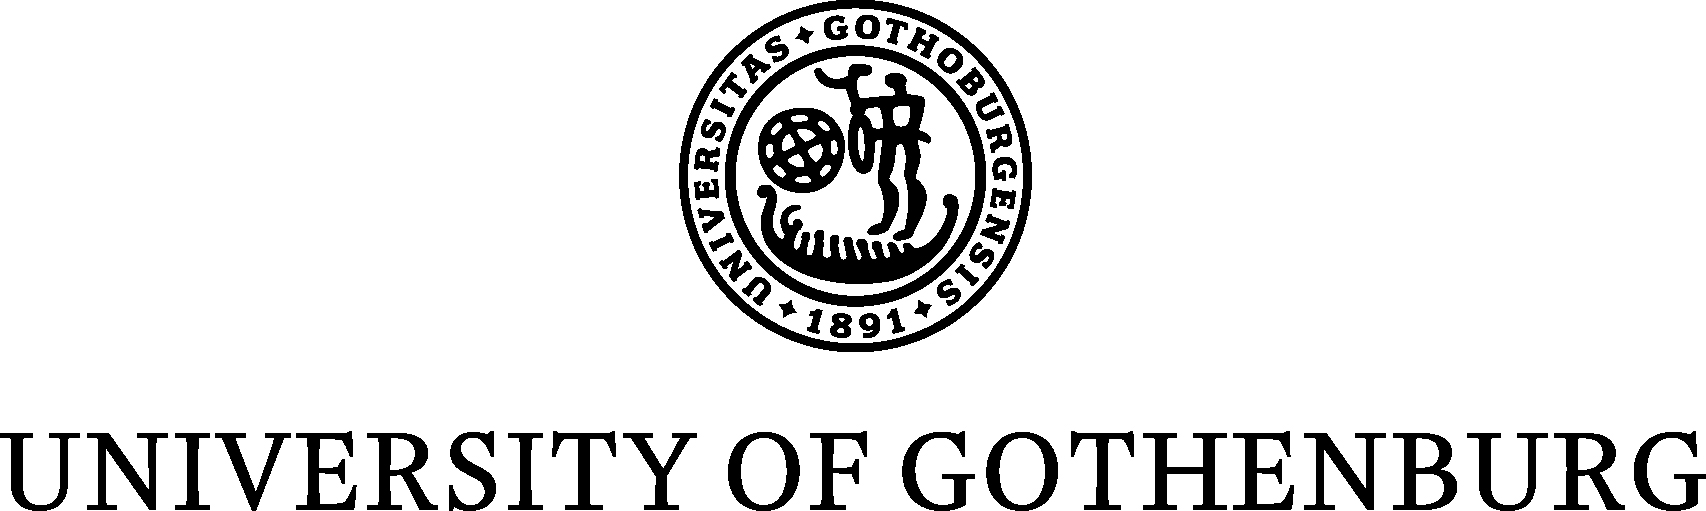 UNIVERSITAS ✦ GOTHOBURGENSIS ✦ 1891 ✦
UNIVERSITY OF GOTHENBURG